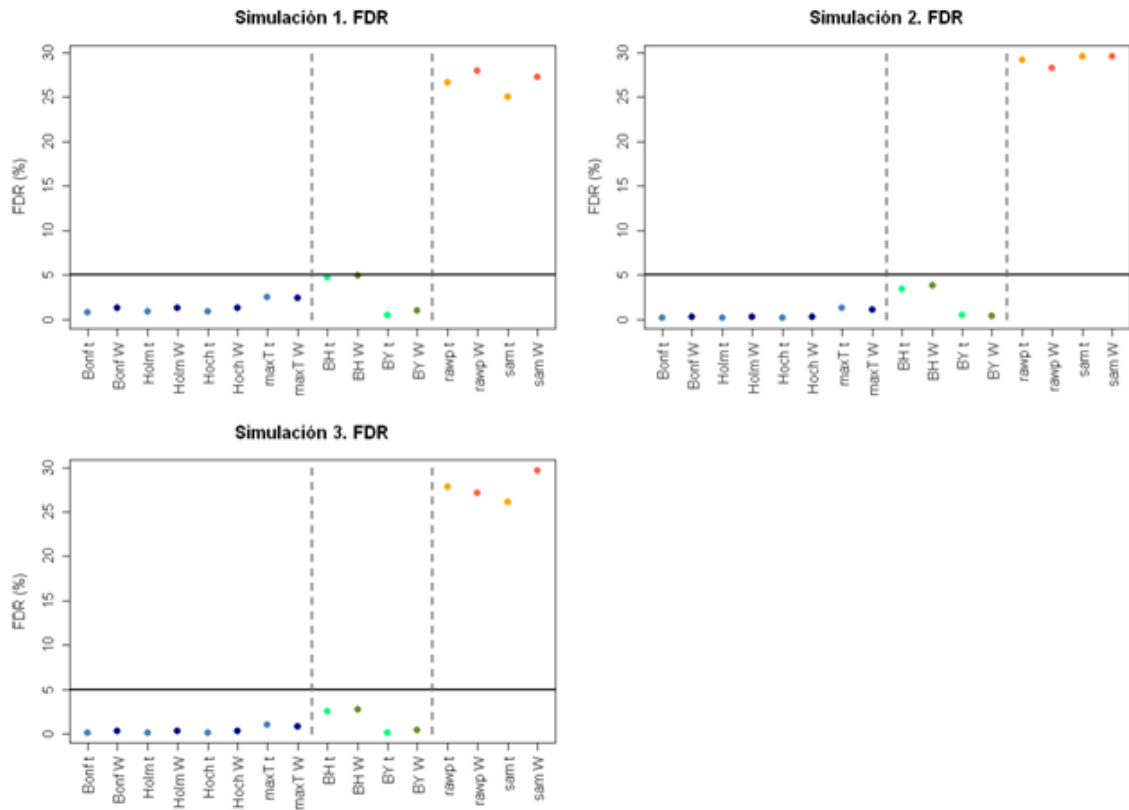 Simulación 1. FDR
FDR (%)
0
5
10
15
20
25
30
Bonf t
Bonf W
Holm t
Holm W
Hoch t
Hoch W
maxT t
maxT W
BH t
BH W
BY t
BY W
rawp t
rawp W
sam t
sam W
Simulación 2. FDR
FDR (%)
0
5
10
15
20
25
30
Bonf t
Bonf W
Holm t
Holm W
Hoch t
Hoch W
maxT t
maxT W
BH t
BH W
BY t
BY W
rawp t
rawp W
sam t
sam W
Simulación 3. FDR
FDR (%)
0
5
10
15
20
25
30
Bonf t
Bonf W
Holm t
Holm W
Hoch t
Hoch W
maxT t
maxT W
BH t
BH W
BY t
BY W
rawp t
rawp W
sam t
sam W